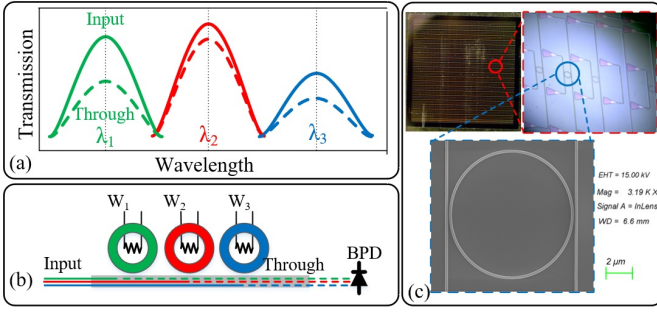 Input
Through
λ1
λ2
λ3
Transmission
Wavelength
(a)
W1
W2
W3
Input
Through
BPD
(b)
EHT = 15.00 kV
Mag = 3.19 K X
Signal A = InLens
WD = 6.6 mm
2 μm
(c)